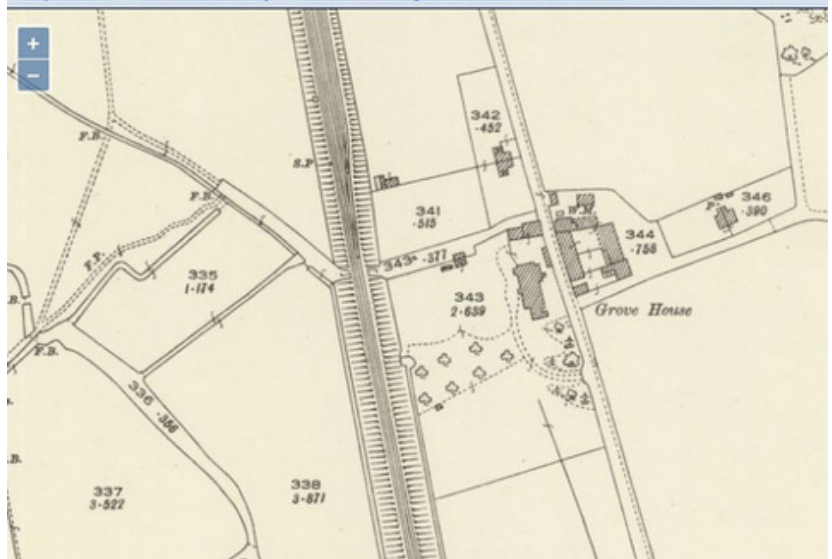 +
−
F.B.
342
·452
S.P
F.B.
341
·515
W.M.
P.
346
·390
344
·758
343ᵃ ·377
F.P.
335
1·174
343
2·639
Grove House
B.
F.B.
336 ·356
B.
337
3·522
338
3·871